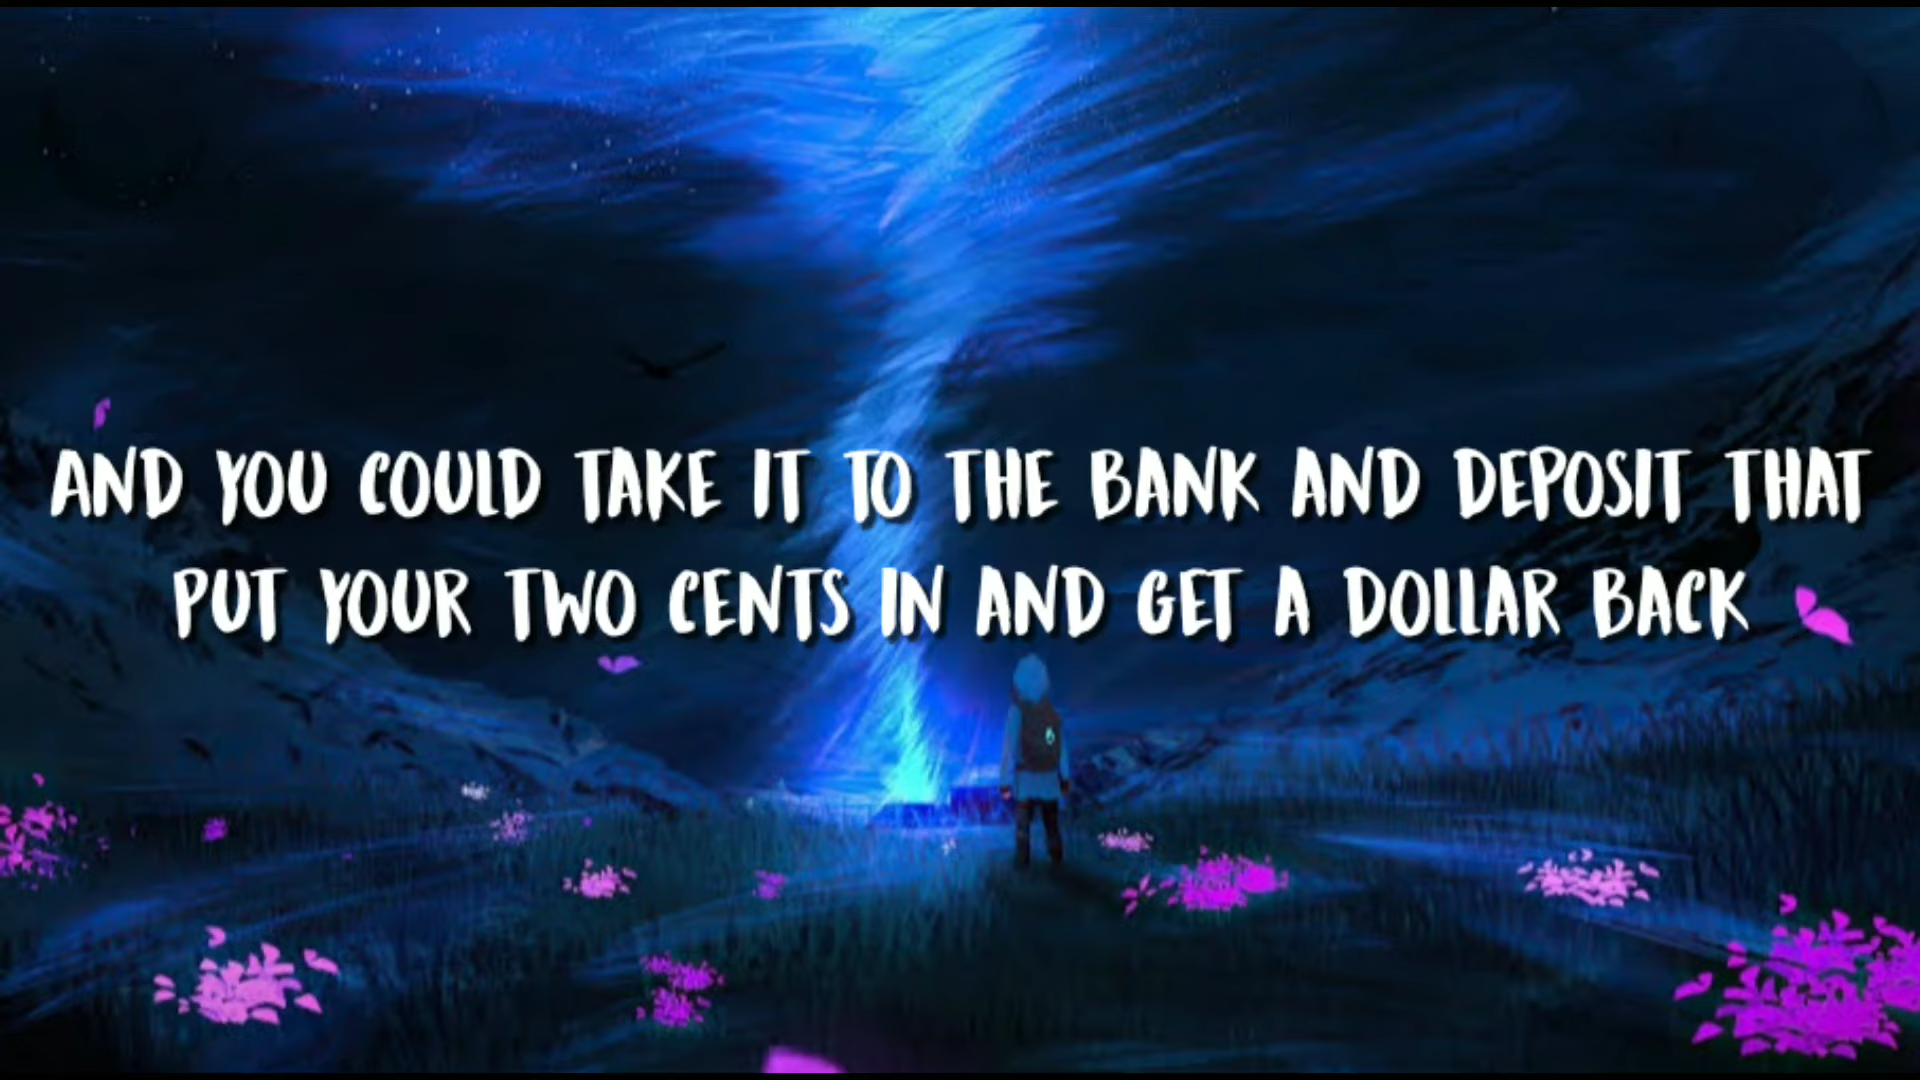 AND YOU COULD TAKE IT TO THE BANK AND DEPOSIT THAT
PUT YOUR TWO CENTS IN AND GET A DOLLAR BACK